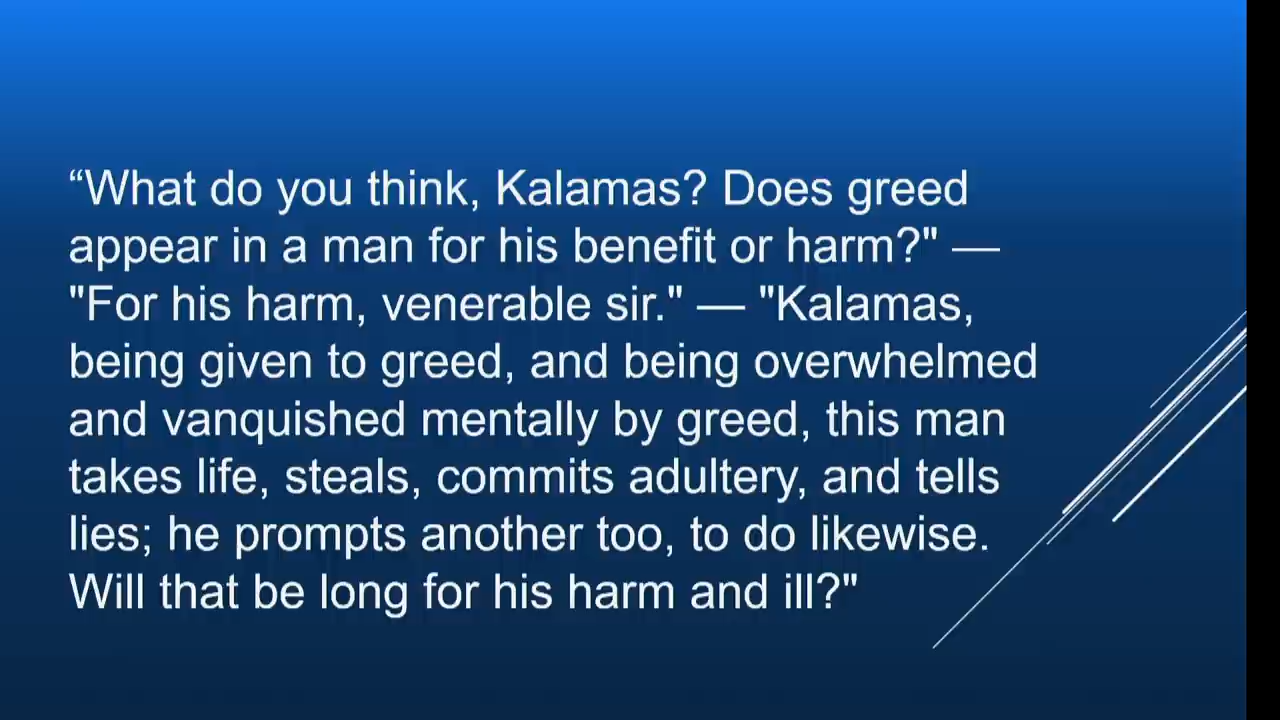 “What do you think, Kalamas? Does greed
appear in a man for his benefit or harm?" —
"For his harm, venerable sir." — "Kalamas,
being given to greed, and being overwhelmed
and vanquished mentally by greed, this man
takes life, steals, commits adultery, and tells
lies; he prompts another too, to do likewise.
Will that be long for his harm and ill?"